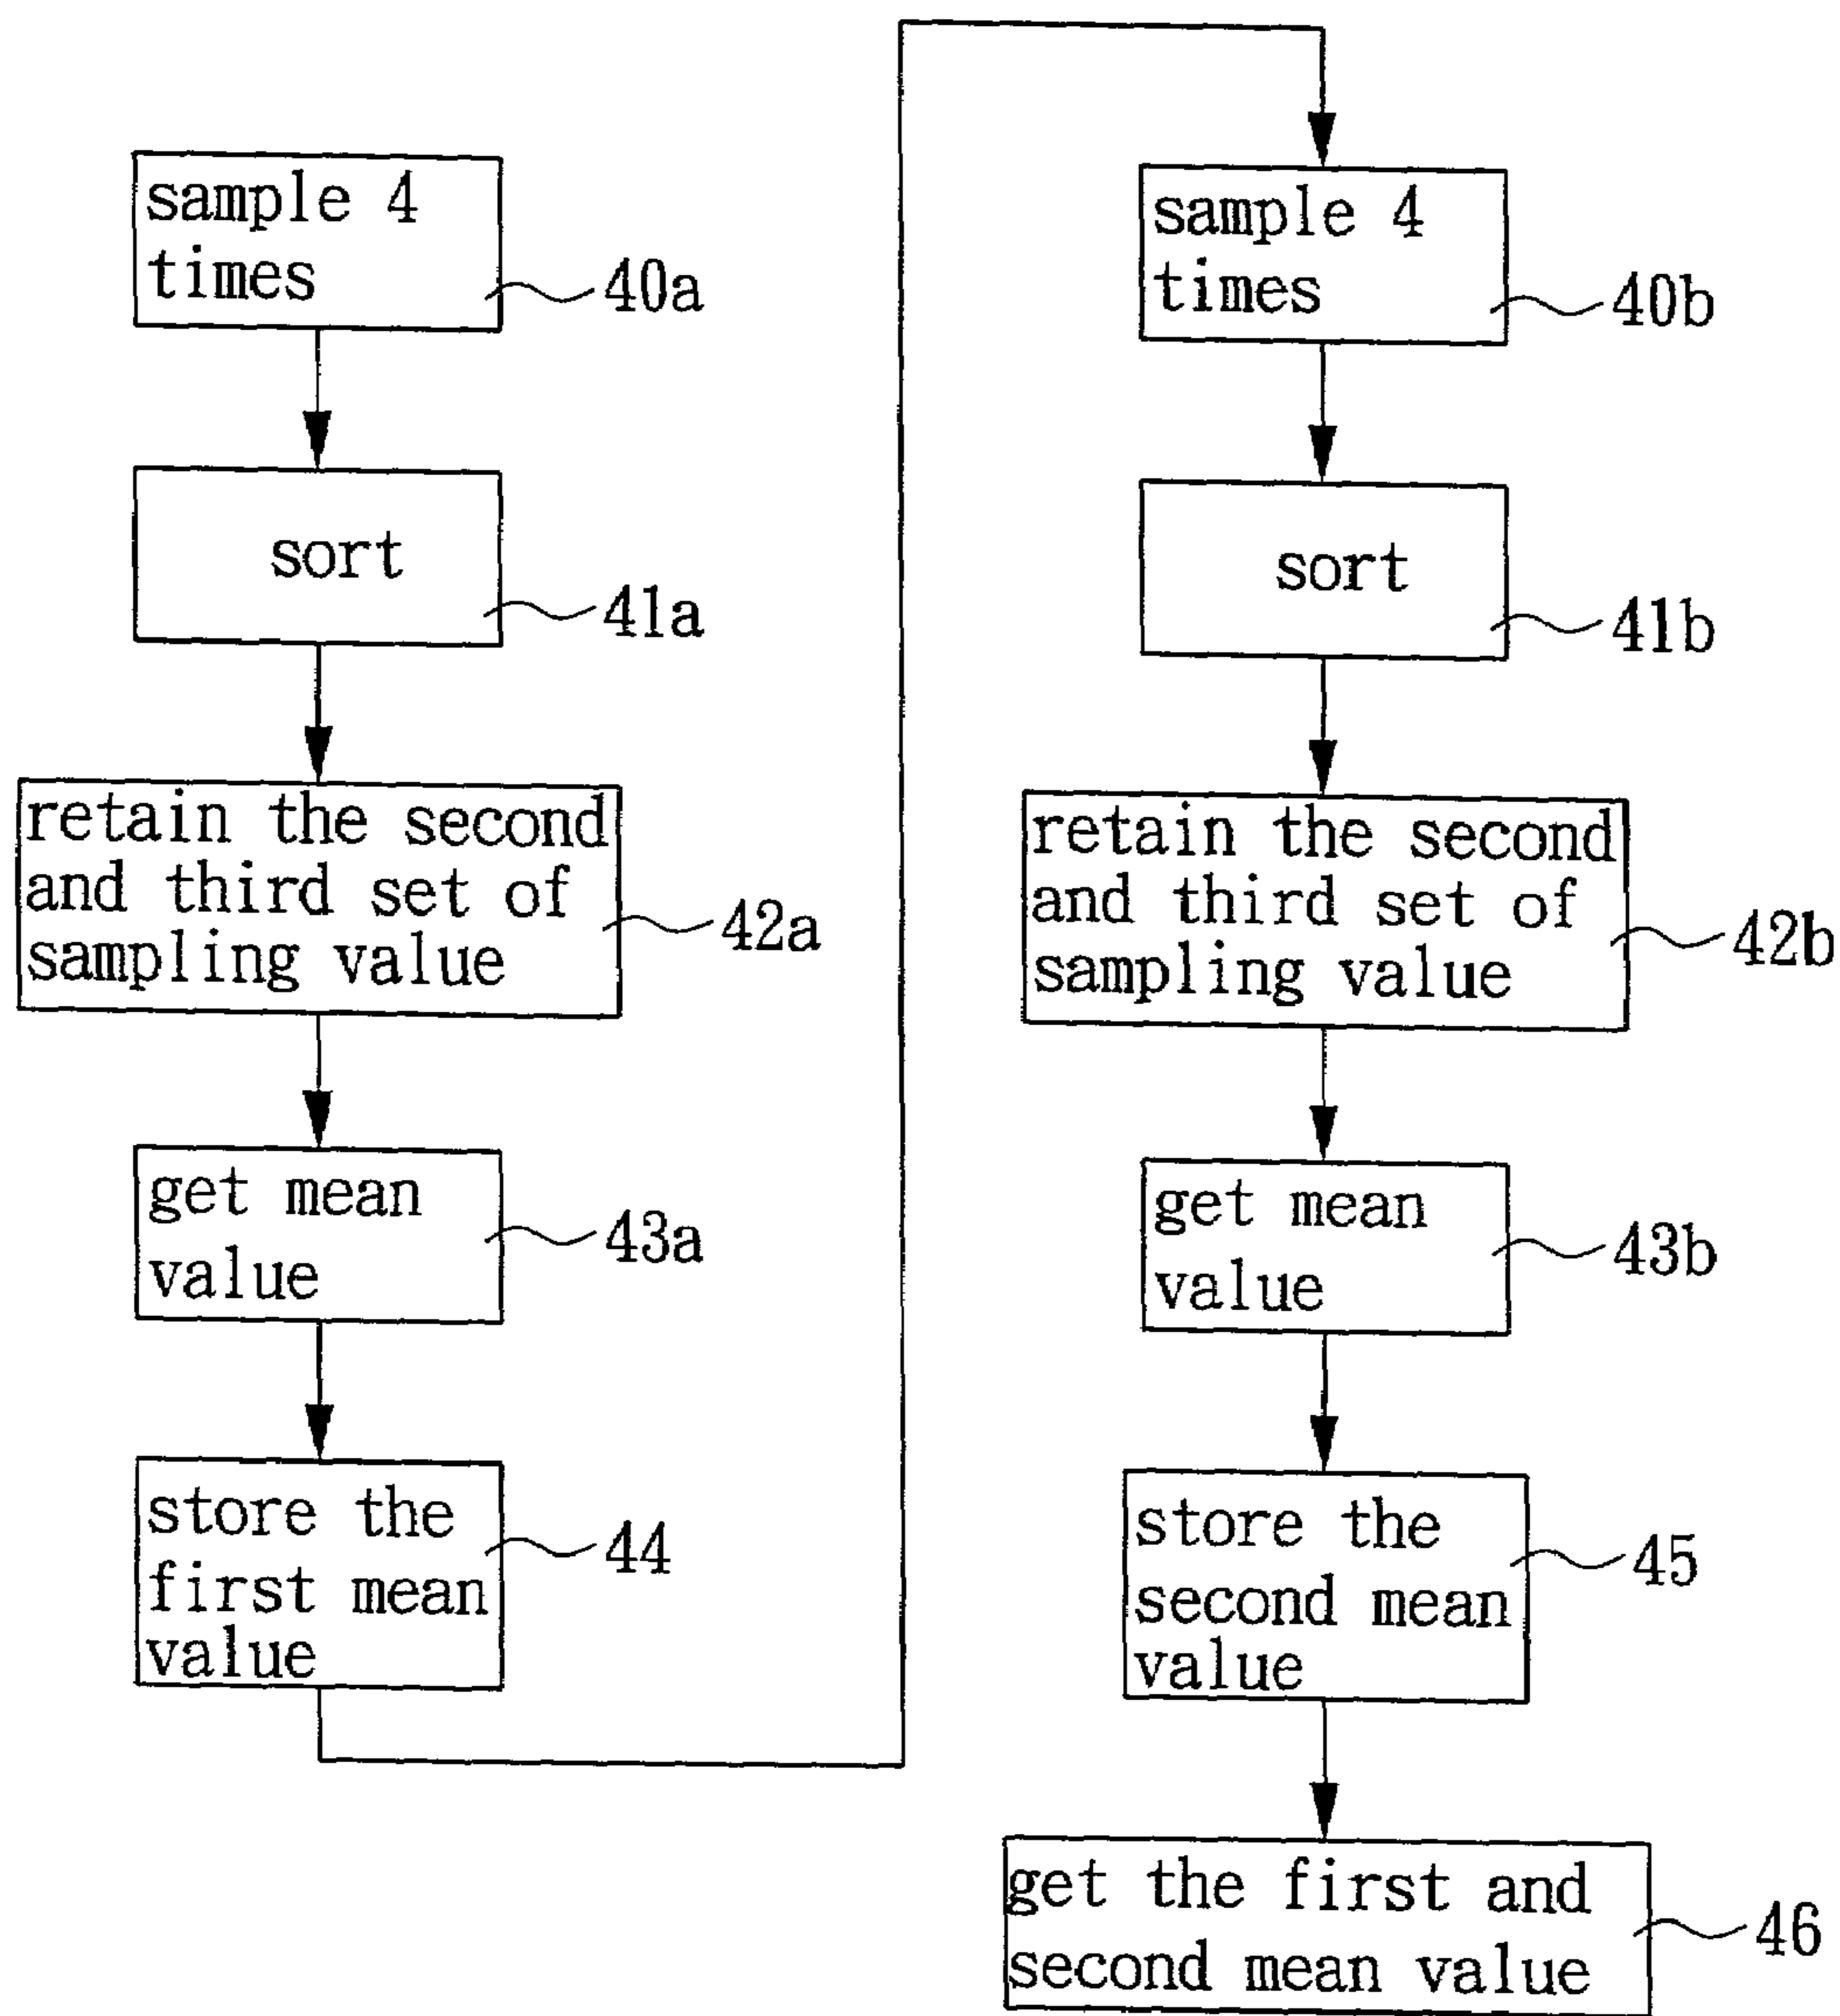 sample 4
times
40a
sort
41a
retain the second
and third set of
sampling value
42a
get mean
value
43a
store the
first mean
value
44
sample 4
times
40b
sort
41b
retain the second
and third set of
sampling value
42b
get mean
value
43b
store the
second mean
value
45
get the first and
second mean value
46